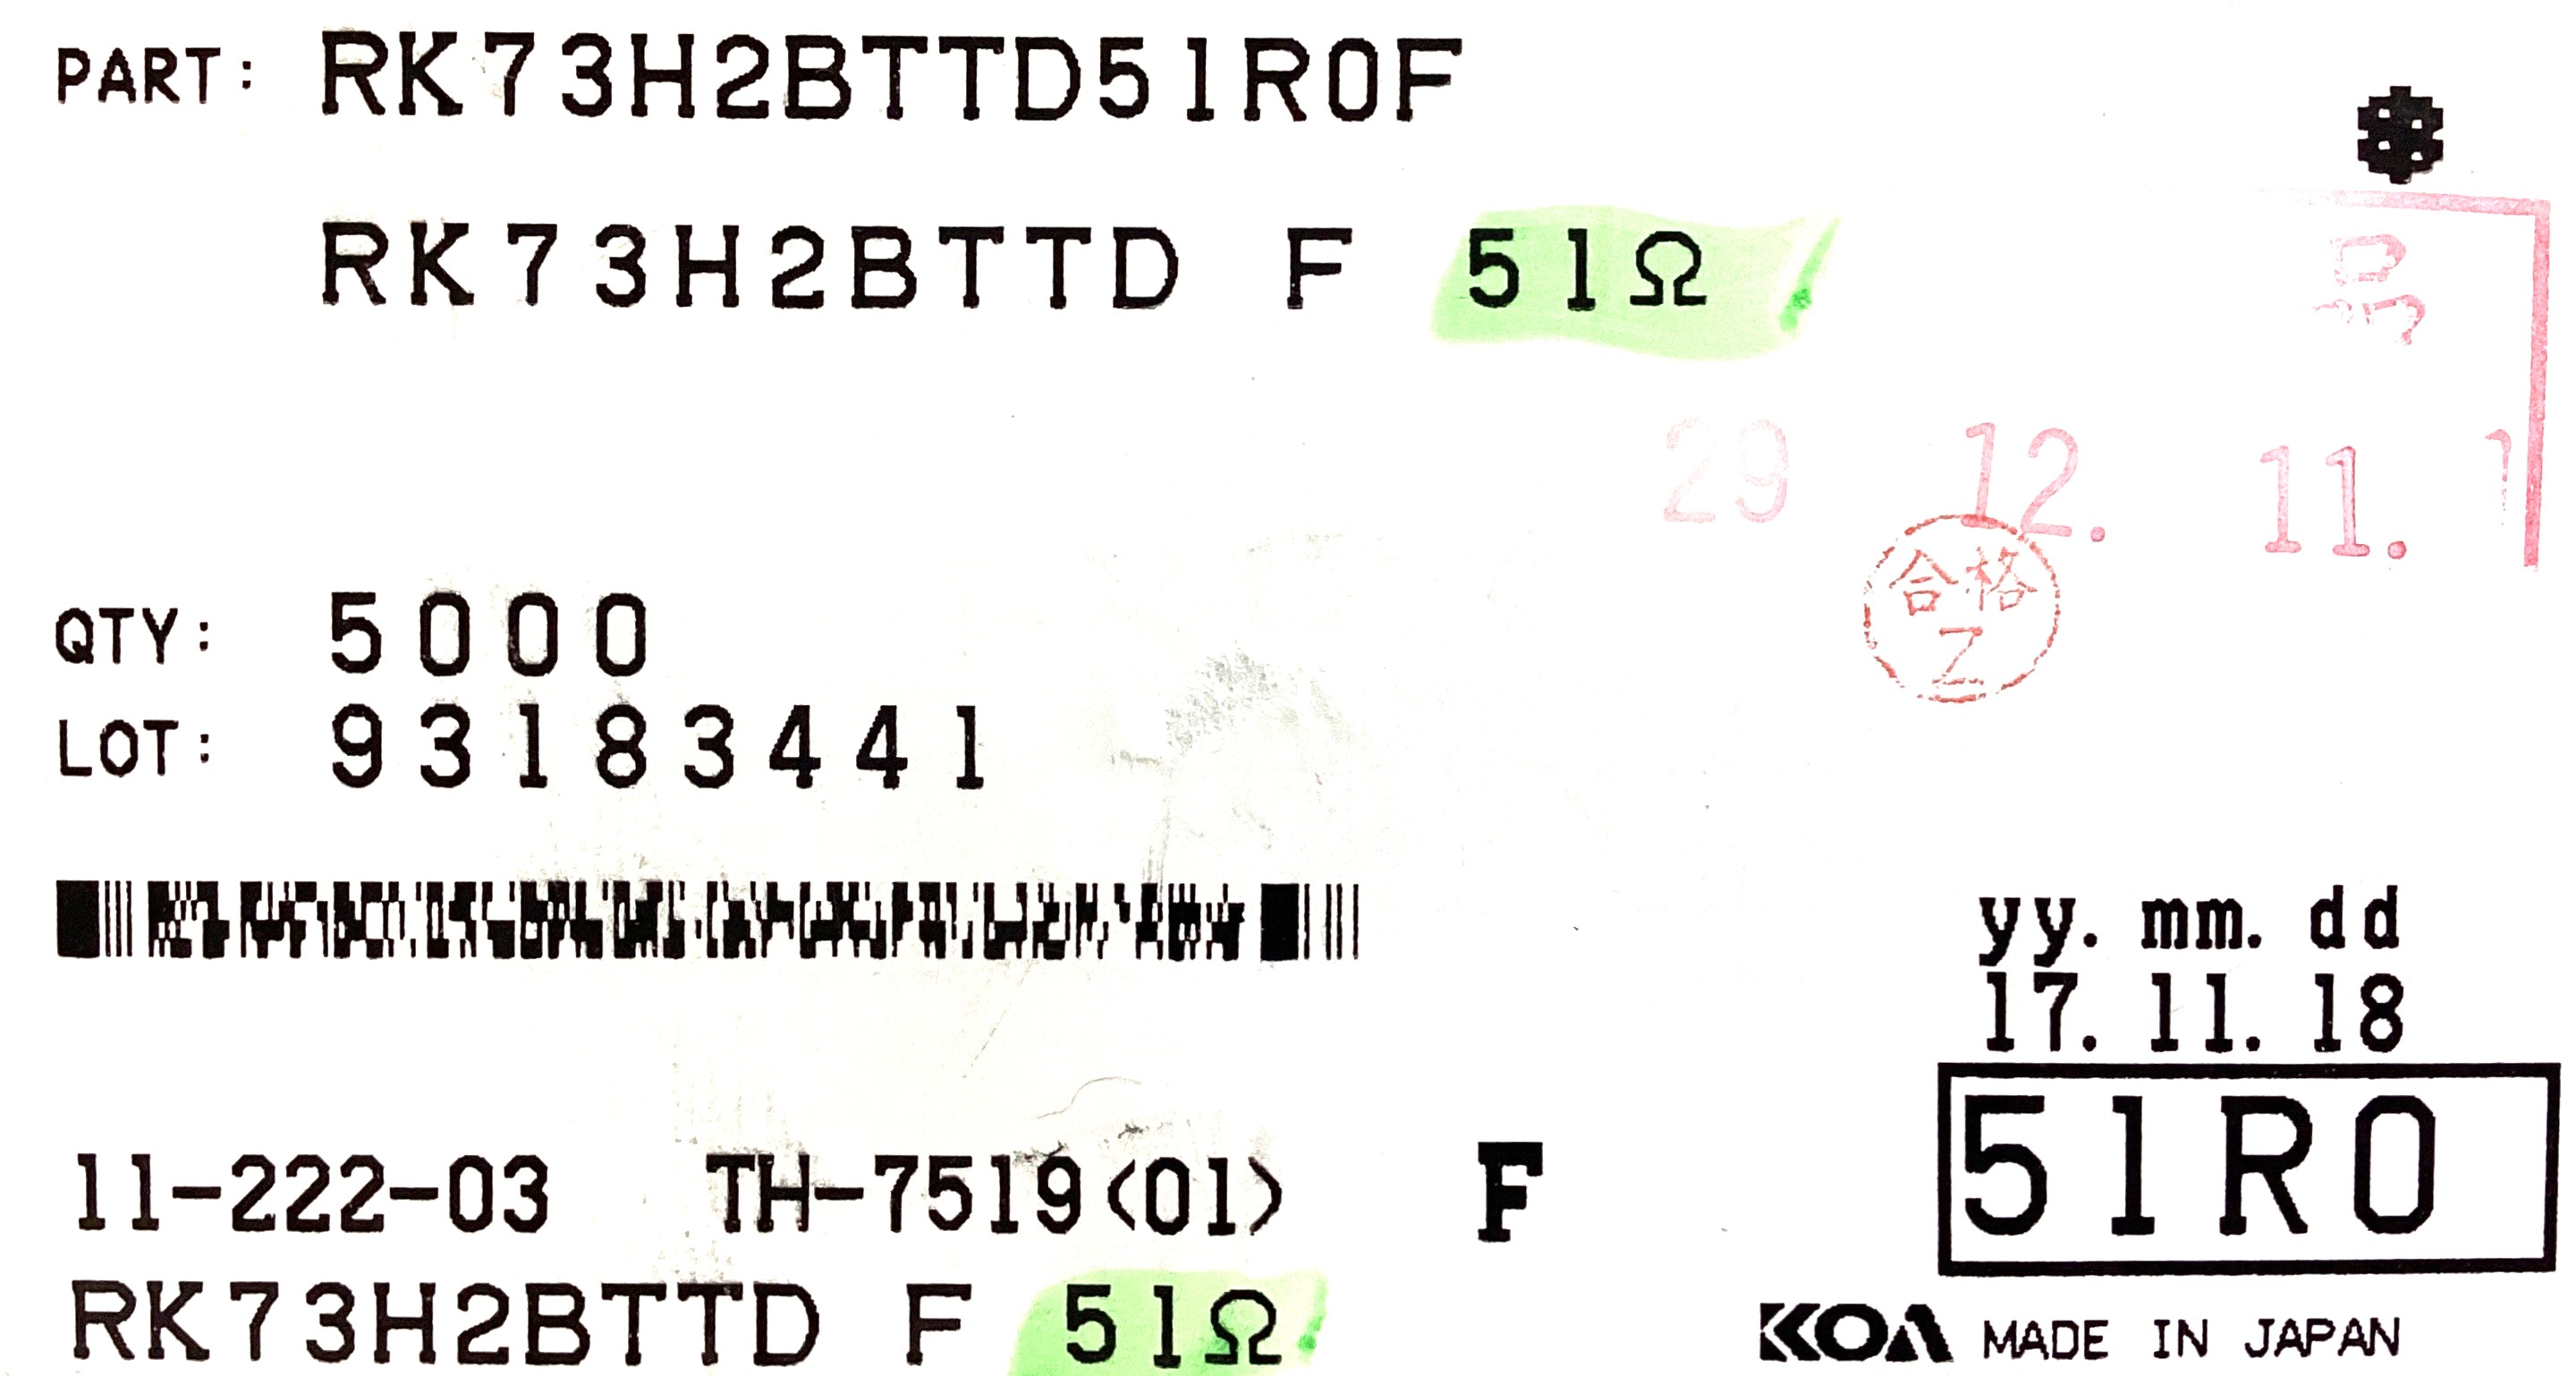 PART: RK73H2BTTD51R0F
RK73H2BTTD F 51Ω
29 12. 11.
合格
Z
QTY: 5000
LOT: 93183441
yy. mm. dd
17. 11. 18
51R0
11-222-03 TH-7519<01> F
RK73H2BTTD F 51Ω
KOA MADE IN JAPAN